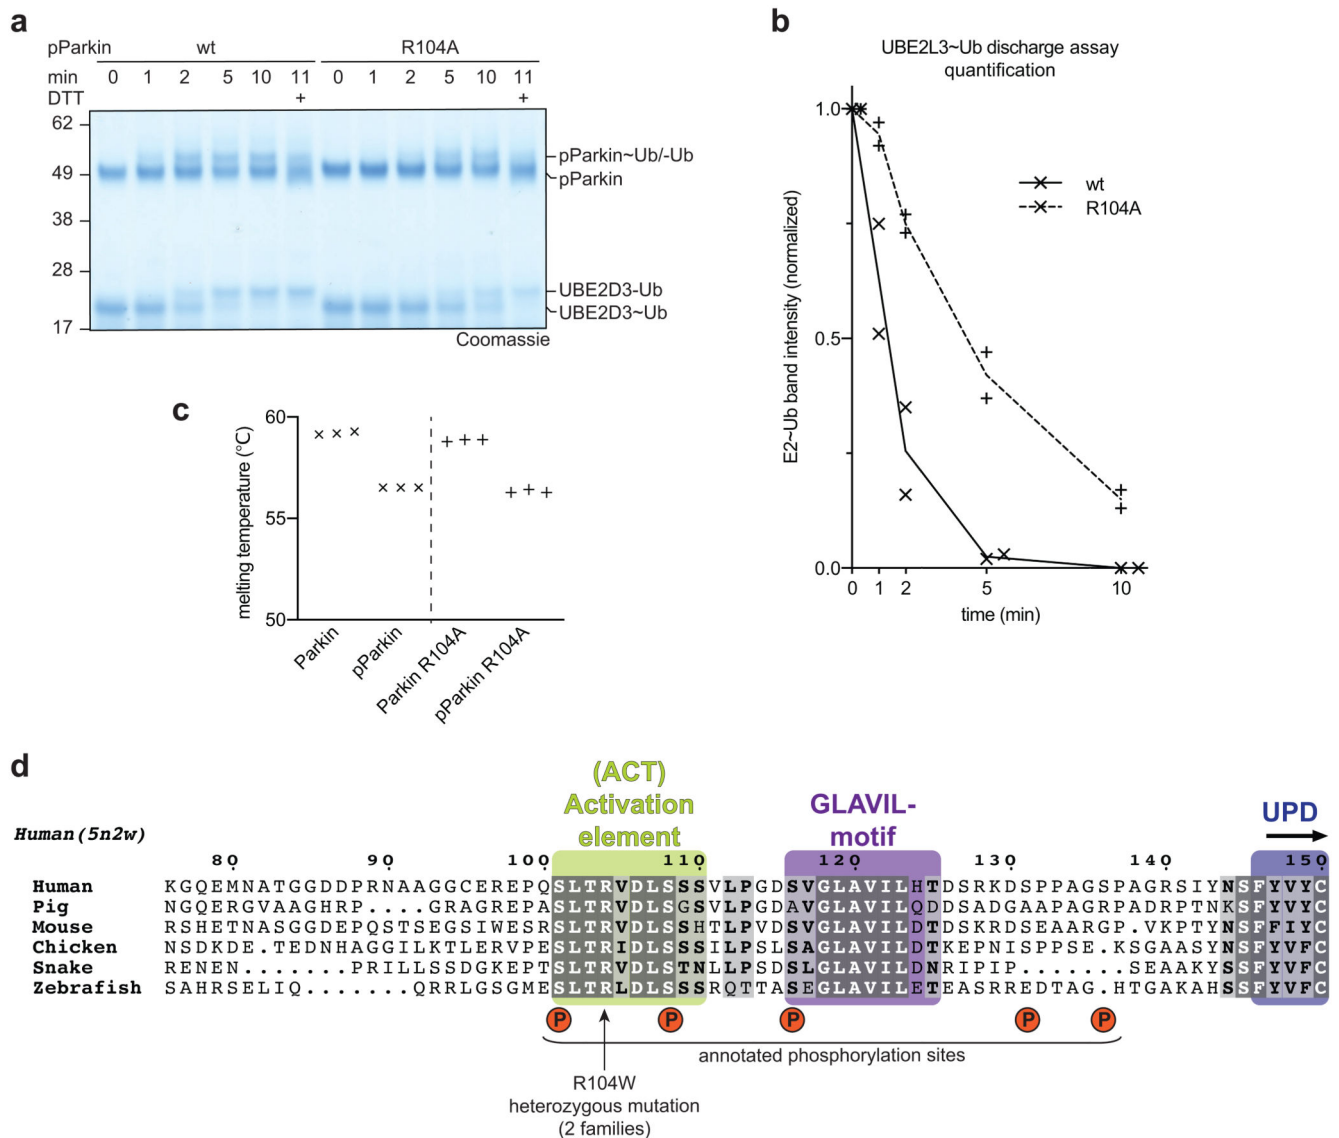 a
pParkin wt R104A
min 0 1 2 5 10 11 0 1 2 5 10 11
DTT + +
62
49
38
28
17
pParkin~Ub/-Ub
pParkin
UBE2D3-Ub
UBE2D3~Ub
Coomassie
b
UBE2L3~Ub discharge assay
quantification
E2~Ub band intensity (normalized)
1.0
0.5
0.0
0 1 2 5 10
time (min)
wt
R104A
c
melting temperature (°C)
60
55
50
Parkin
pParkin
Parkin R104A
pParkin R104A
d
(ACT)
Activation
element
GLAVIL-
motif
UPD
Human(5n2w)
80 90 100 110 120 130 140 150
Human KGQEMNATGGDDPRNAAGGCEREPQSLTRVDLSSSVLPGDSVGLAVILHTDSRKDSPPAGSPAGRSIYNSFYVYC
Pig NGQERGVAAGHRP....GRAGREPASLTRVDLSGSVLPGDAVGLAVILQDDSADGAAPAGRPADRPTNKSFYVYC
Mouse RSHETNASGGDEPQSTSEGSIWESRSLTRVDLSSHTLPVDSVGLAVILDTDSKRDSEAARGP.VKPTYNSFFIYC
Chicken NSDKDE.TEDNHAGGILKTLERVPESLTRIDLSSSLLPSLSAGLAVILDTKEPNISPPSE.KSGAASYNSFYVFC
Snake RENEN.......PRILLSSDGKEPTSLTRVDLSTNLLPSDSLGLAVILDNRIPIP.......SEAAKYSSFYVFC
Zebrafish SAHRSELIQ.......QRRLGSGMESLTRLDLSSSRQTTASEGLAVILETEASRREDTAG.HTGAKAHSSFYVFC
P P P P P
annotated phosphorylation sites
R104W
heterozygous mutation
(2 families)